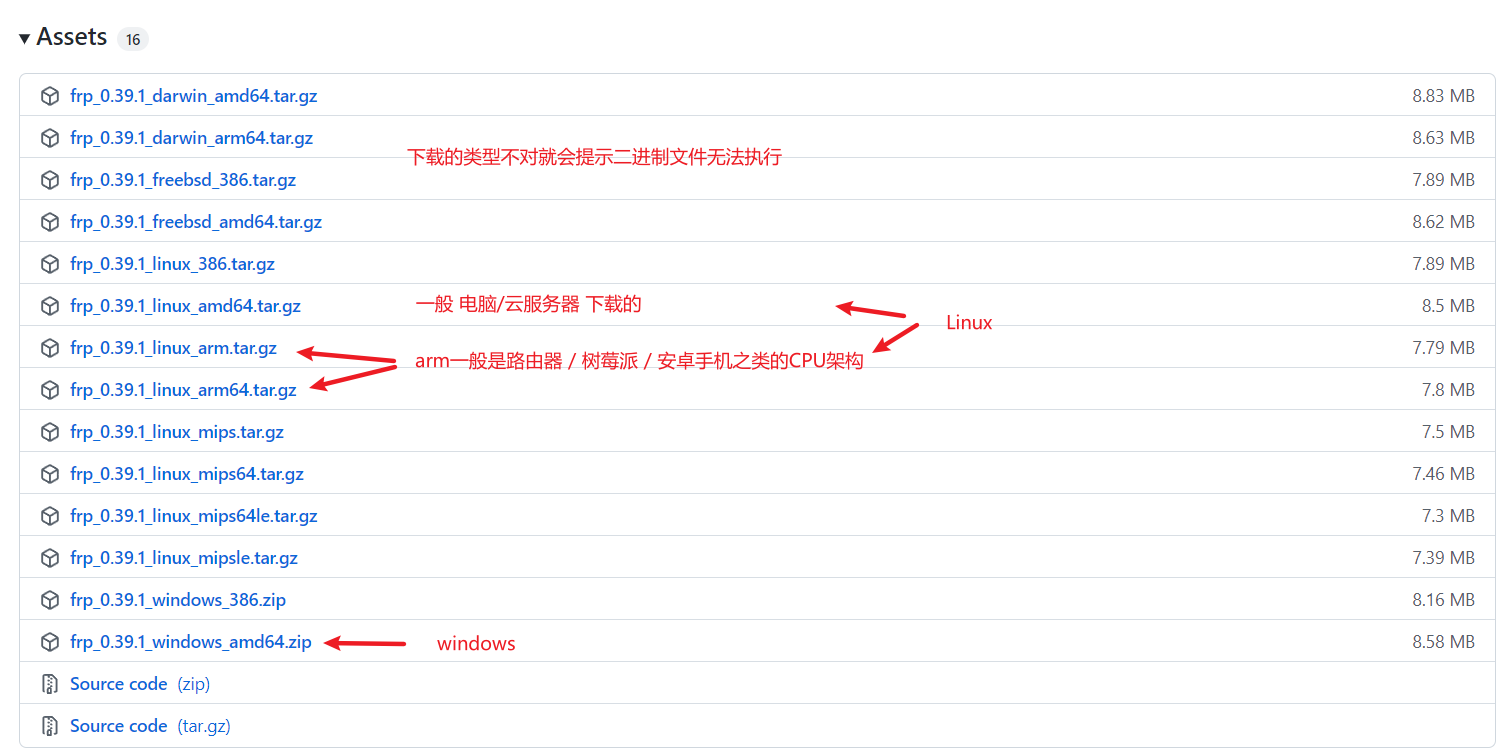 Assets 16
frp_0.39.1_darwin_amd64.tar.gz 8.83 MB
frp_0.39.1_darwin_arm64.tar.gz 8.63 MB
下载的类型不对就会提示二进制文件无法执行
frp_0.39.1_freebsd_386.tar.gz 7.89 MB
frp_0.39.1_freebsd_amd64.tar.gz 8.62 MB
frp_0.39.1_linux_386.tar.gz 7.89 MB
frp_0.39.1_linux_amd64.tar.gz 一般 电脑/云服务器 下载的 8.5 MB
Linux
frp_0.39.1_linux_arm.tar.gz 7.79 MB
arm一般是路由器 / 树莓派 / 安卓手机之类的CPU架构
frp_0.39.1_linux_arm64.tar.gz 7.8 MB
frp_0.39.1_linux_mips.tar.gz 7.5 MB
frp_0.39.1_linux_mips64.tar.gz 7.46 MB
frp_0.39.1_linux_mips64le.tar.gz 7.3 MB
frp_0.39.1_linux_mipsle.tar.gz 7.39 MB
frp_0.39.1_windows_386.zip 8.16 MB
frp_0.39.1_windows_amd64.zip windows 8.58 MB
Source code (zip)
Source code (tar.gz)